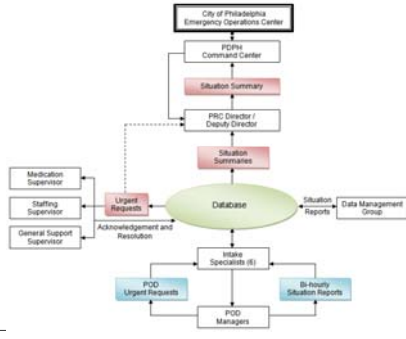 City of Philadelphia
Emergency Operations Center
PDPH
Command Center
Situation Summary
PRC Director /
Deputy Director
Situation
Summaries
Medication
Supervisor
Staffing
Supervisor
General Support
Supervisor
Urgent
Requests
Acknowledgement and
Resolution
Database
Situation
Reports
Data Management
Group
Intake
Specialists (6)
POD
Urgent Requests
Bi-hourly
Situation Reports
POD
Managers